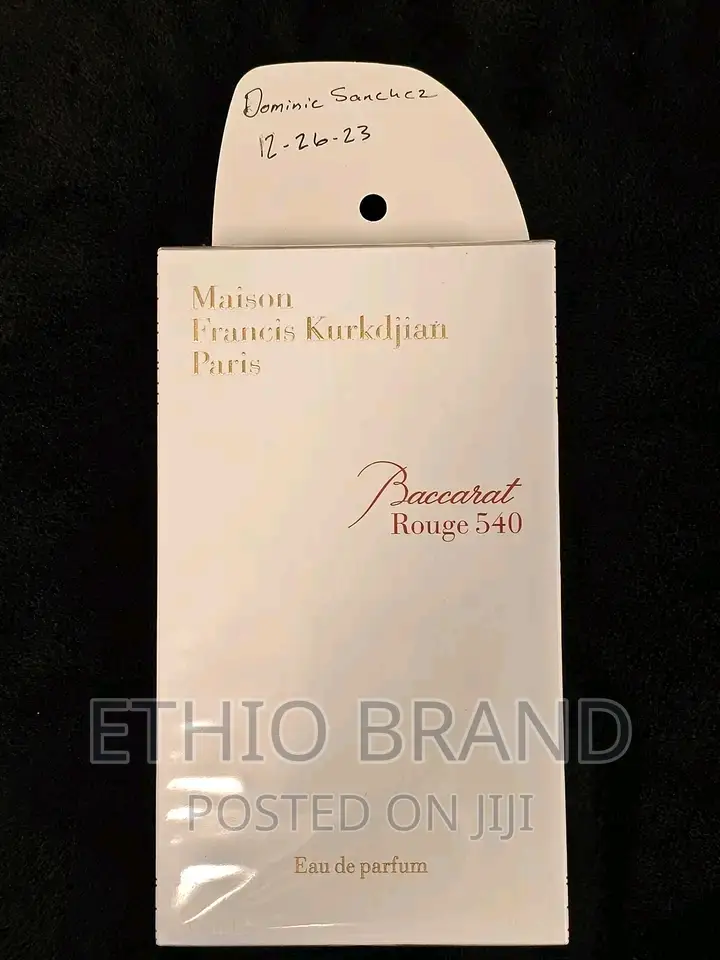 Dominic Sanchez
12-26-23
Maison
Francis Kurkdjian
Paris
Baccarat
Rouge 540
ETHIO BRAND
POSTED ON JIJI
Eau de parfum